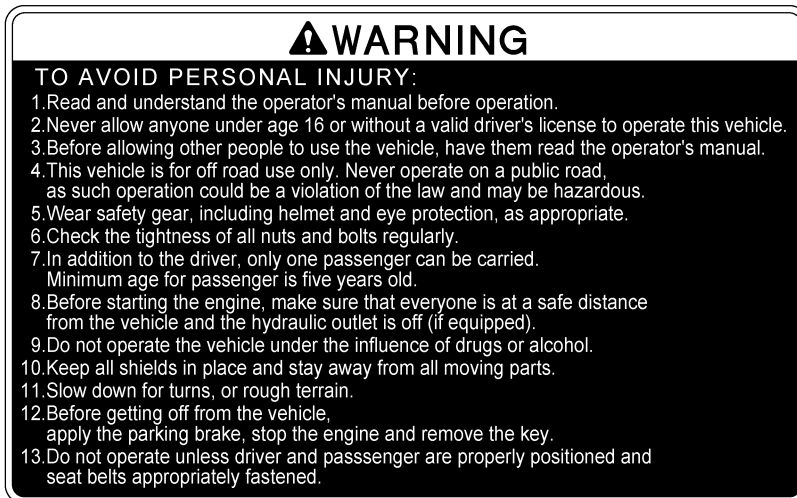 WARNING
TO AVOID PERSONAL INJURY:
1.Read and understand the operator's manual before operation.
2.Never allow anyone under age 16 or without a valid driver's license to operate this vehicle.
3.Before allowing other people to use the vehicle, have them read the operator's manual.
4.This vehicle is for off road use only. Never operate on a public road,
as such operation could be a violation of the law and may be hazardous.
5.Wear safety gear, including helmet and eye protection, as appropriate.
6.Check the tightness of all nuts and bolts regularly.
7.In addition to the driver, only one passenger can be carried.
Minimum age for passenger is five years old.
8.Before starting the engine, make sure that everyone is at a safe distance
from the vehicle and the hydraulic outlet is off (if equipped).
9.Do not operate the vehicle under the influence of drugs or alcohol.
10.Keep all shields in place and stay away from all moving parts.
11.Slow down for turns, or rough terrain.
12.Before getting off from the vehicle,
apply the parking brake, stop the engine and remove the key.
13.Do not operate unless driver and passsenger are properly positioned and
seat belts appropriately fastened.